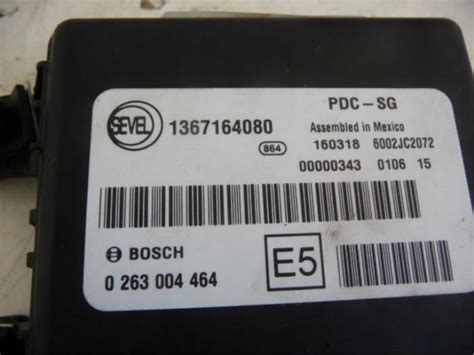 PDC-SG
SEVEL 1367164080
Assembled in Mexico
864 160318 6002JC2072
00000343 0106 15
BOSCH
0 263 004 464
E5